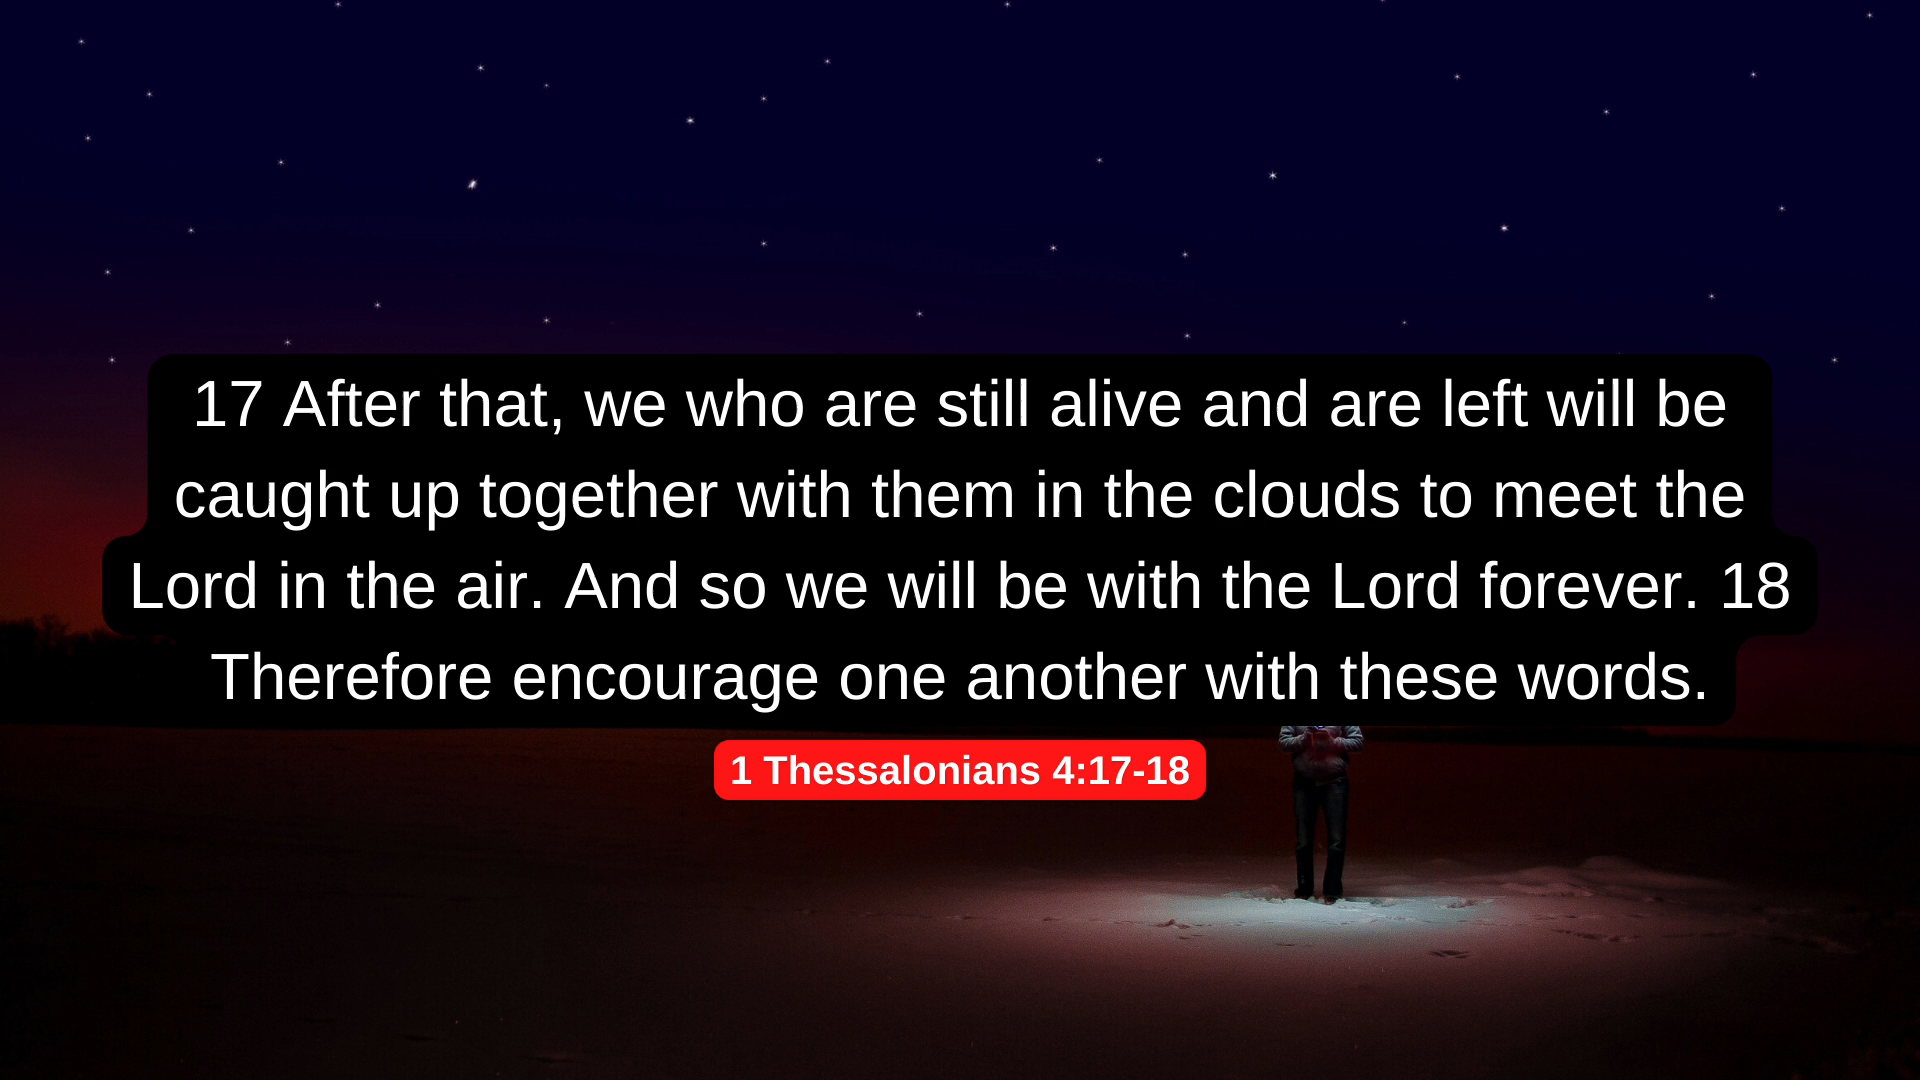 17 After that, we who are still alive and are left will be
caught up together with them in the clouds to meet the
Lord in the air. And so we will be with the Lord forever. 18
Therefore encourage one another with these words.
1 Thessalonians 4:17-18